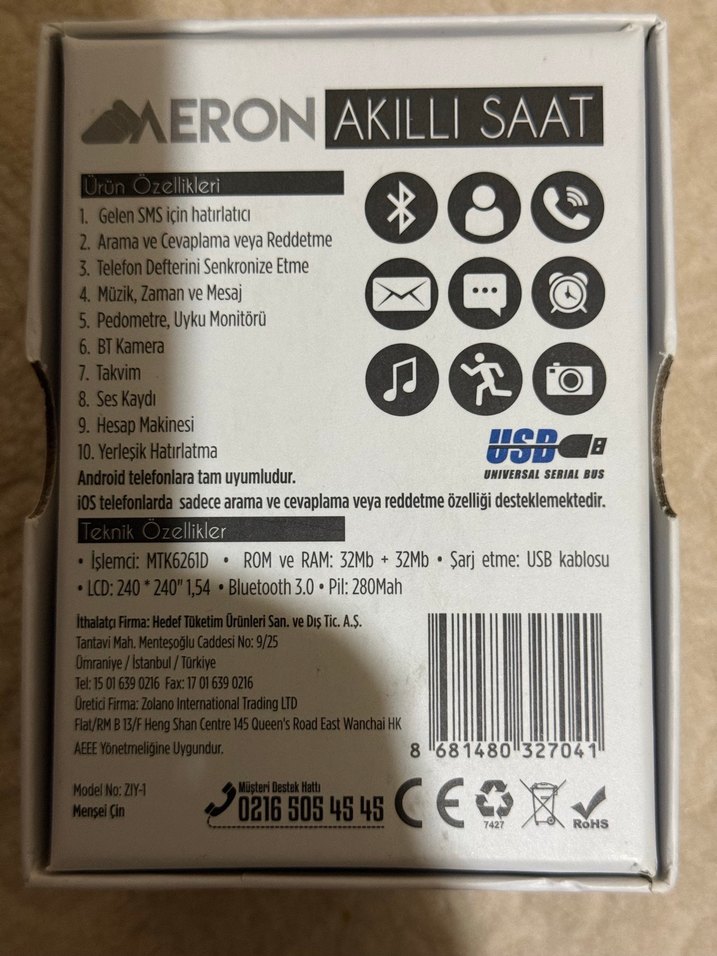 AERON AKILLI SAAT
Ürün Özellikleri
1. Gelen SMS için hatırlatıcı
2. Arama ve Cevaplama veya Reddetme
3. Telefon Defterini Senkronize Etme
4. Müzik, Zaman ve Mesaj
5. Pedometre, Uyku Monitörü
6. BT Kamera
7. Takvim
8. Ses Kaydı
9. Hesap Makinesi
10. Yerleşik Hatırlatma
USB
UNIVERSAL SERIAL BUS
Android telefonlara tam uyumludur.
iOS telefonlarda sadece arama ve cevaplama veya reddetme özelliği desteklemektedir.
Teknik Özellikler
• İşlemci: MTK6261D • ROM ve RAM: 32Mb + 32Mb • Şarj etme: USB kablosu
• LCD: 240 * 240" 1,54 • Bluetooth 3.0 • Pil: 280Mah
İthalatçı Firma: Hedef Tüketim Ürünleri San. ve Dış Tic. A.Ş.
Tantavi Mah. Menteşoğlu Caddesi No: 9/25
Ümraniye / İstanbul / Türkiye
Tel: 15 01 639 0216 Fax: 17 01 639 0216
Üretici Firma: Zolano International Trading LTD
Flat/RM B 13/F Heng Shan Centre 145 Queen's Road East Wanchai HK
AEEE Yönetmeliğine Uygundur.
8 681480 327041
Model No: ZIY-1
Menşei Çin
Müşteri Destek Hattı
0216 505 45 45
CE
7427
RoHS